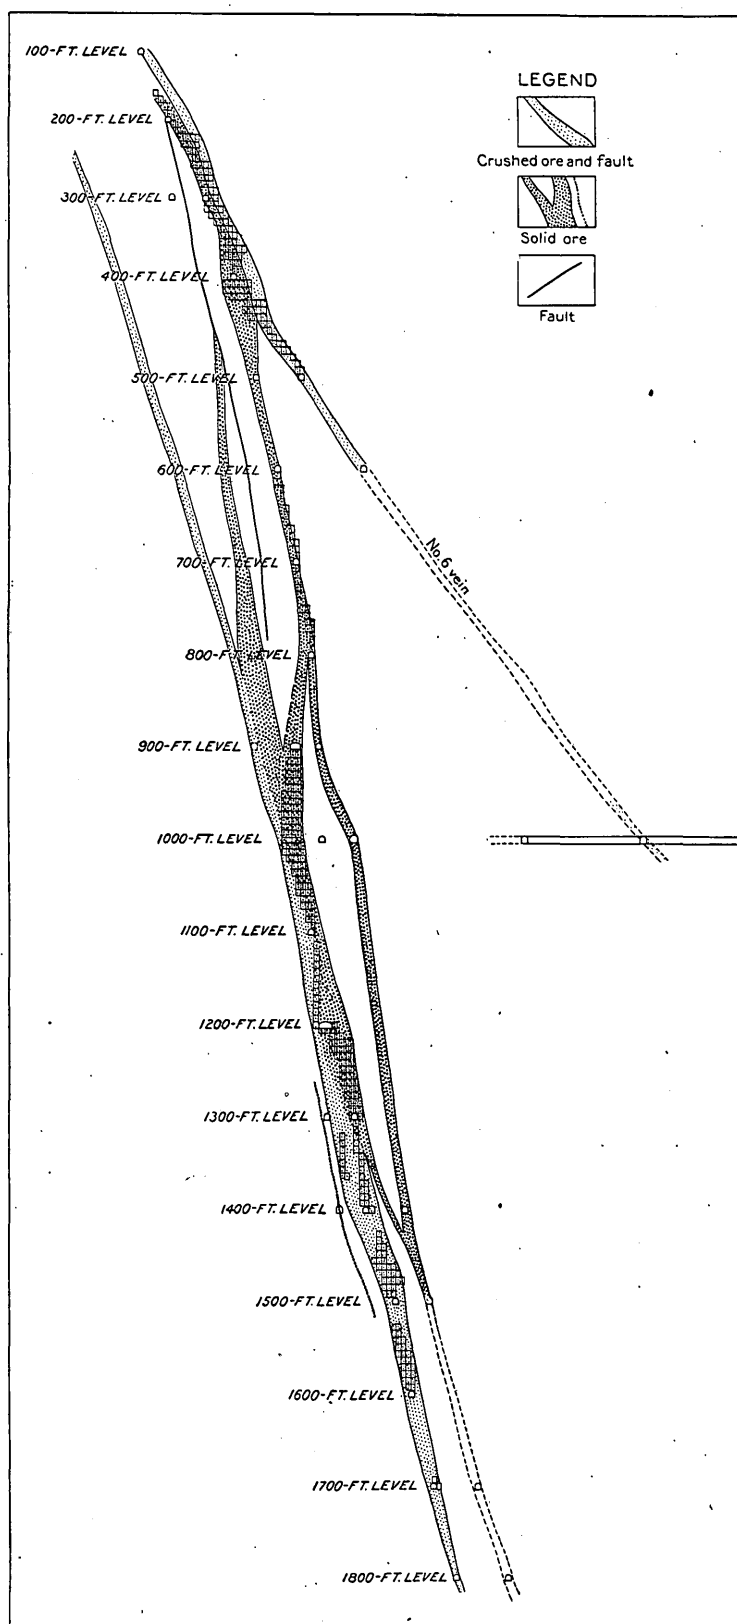 100-FT. LEVEL
LEGEND
200-FT. LEVEL
Crushed ore and fault
300-FT. LEVEL
Solid ore
400-FT. LEVEL
Fault
500-FT. LEVEL
600-FT. LEVEL
No. 6 vein
700-FT. LEVEL
800-FT. LEVEL
900-FT. LEVEL
1000-FT. LEVEL
1100-FT. LEVEL
1200-FT. LEVEL
1300-FT. LEVEL
1400-FT. LEVEL
1500-FT. LEVEL
1600-FT. LEVEL
1700-FT. LEVEL
1800-FT. LEVEL